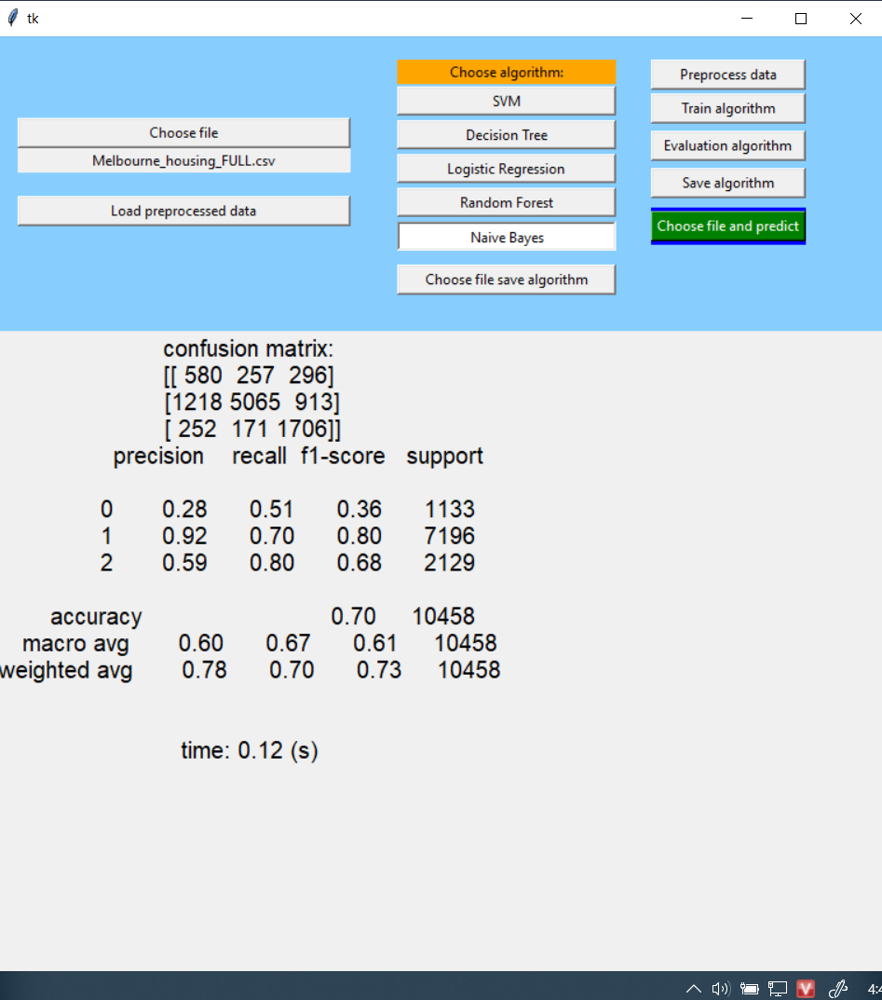 tk
Choose file
Melbourne_housing_FULL.csv
Load preprocessed data
Choose algorithm:
SVM
Decision Tree
Logistic Regression
Random Forest
Naive Bayes
Choose file save algorithm
Preprocess data
Train algorithm
Evaluation algorithm
Save algorithm
Choose file and predict
confusion matrix:
[[ 580 257 296]
[1218 5065 913]
[ 252 171 1706]]
precision recall f1-score support
0 0.28 0.51 0.36 1133
1 0.92 0.70 0.80 7196
2 0.59 0.80 0.68 2129
accuracy 0.70 10458
macro avg 0.60 0.67 0.61 10458
weighted avg 0.78 0.70 0.73 10458
time: 0.12 (s)
V